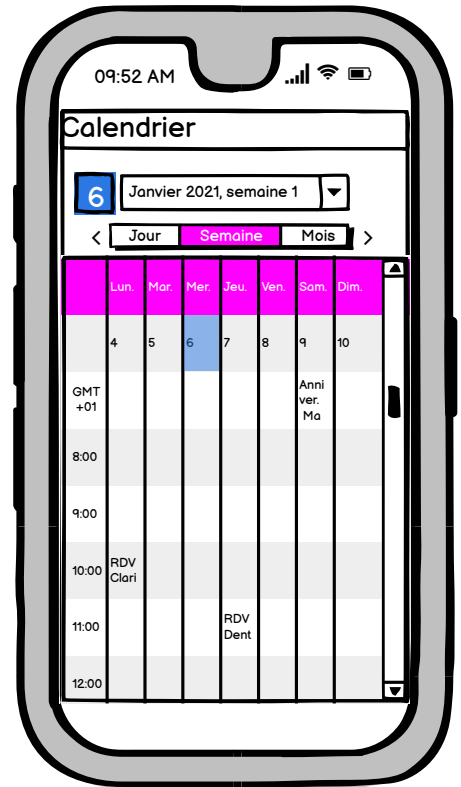 09:52 AM
Calendrier
6
Janvier 2021, semaine 1
< Jour Semaine Mois >
Lun. Mar. Mer. Jeu. Ven. Sam. Dim.
4 5 6 7 8 9 10
GMT
+01
Anni
ver.
Ma
8:00
9:00
10:00
RDV
Clari
11:00
RDV
Dent
12:00